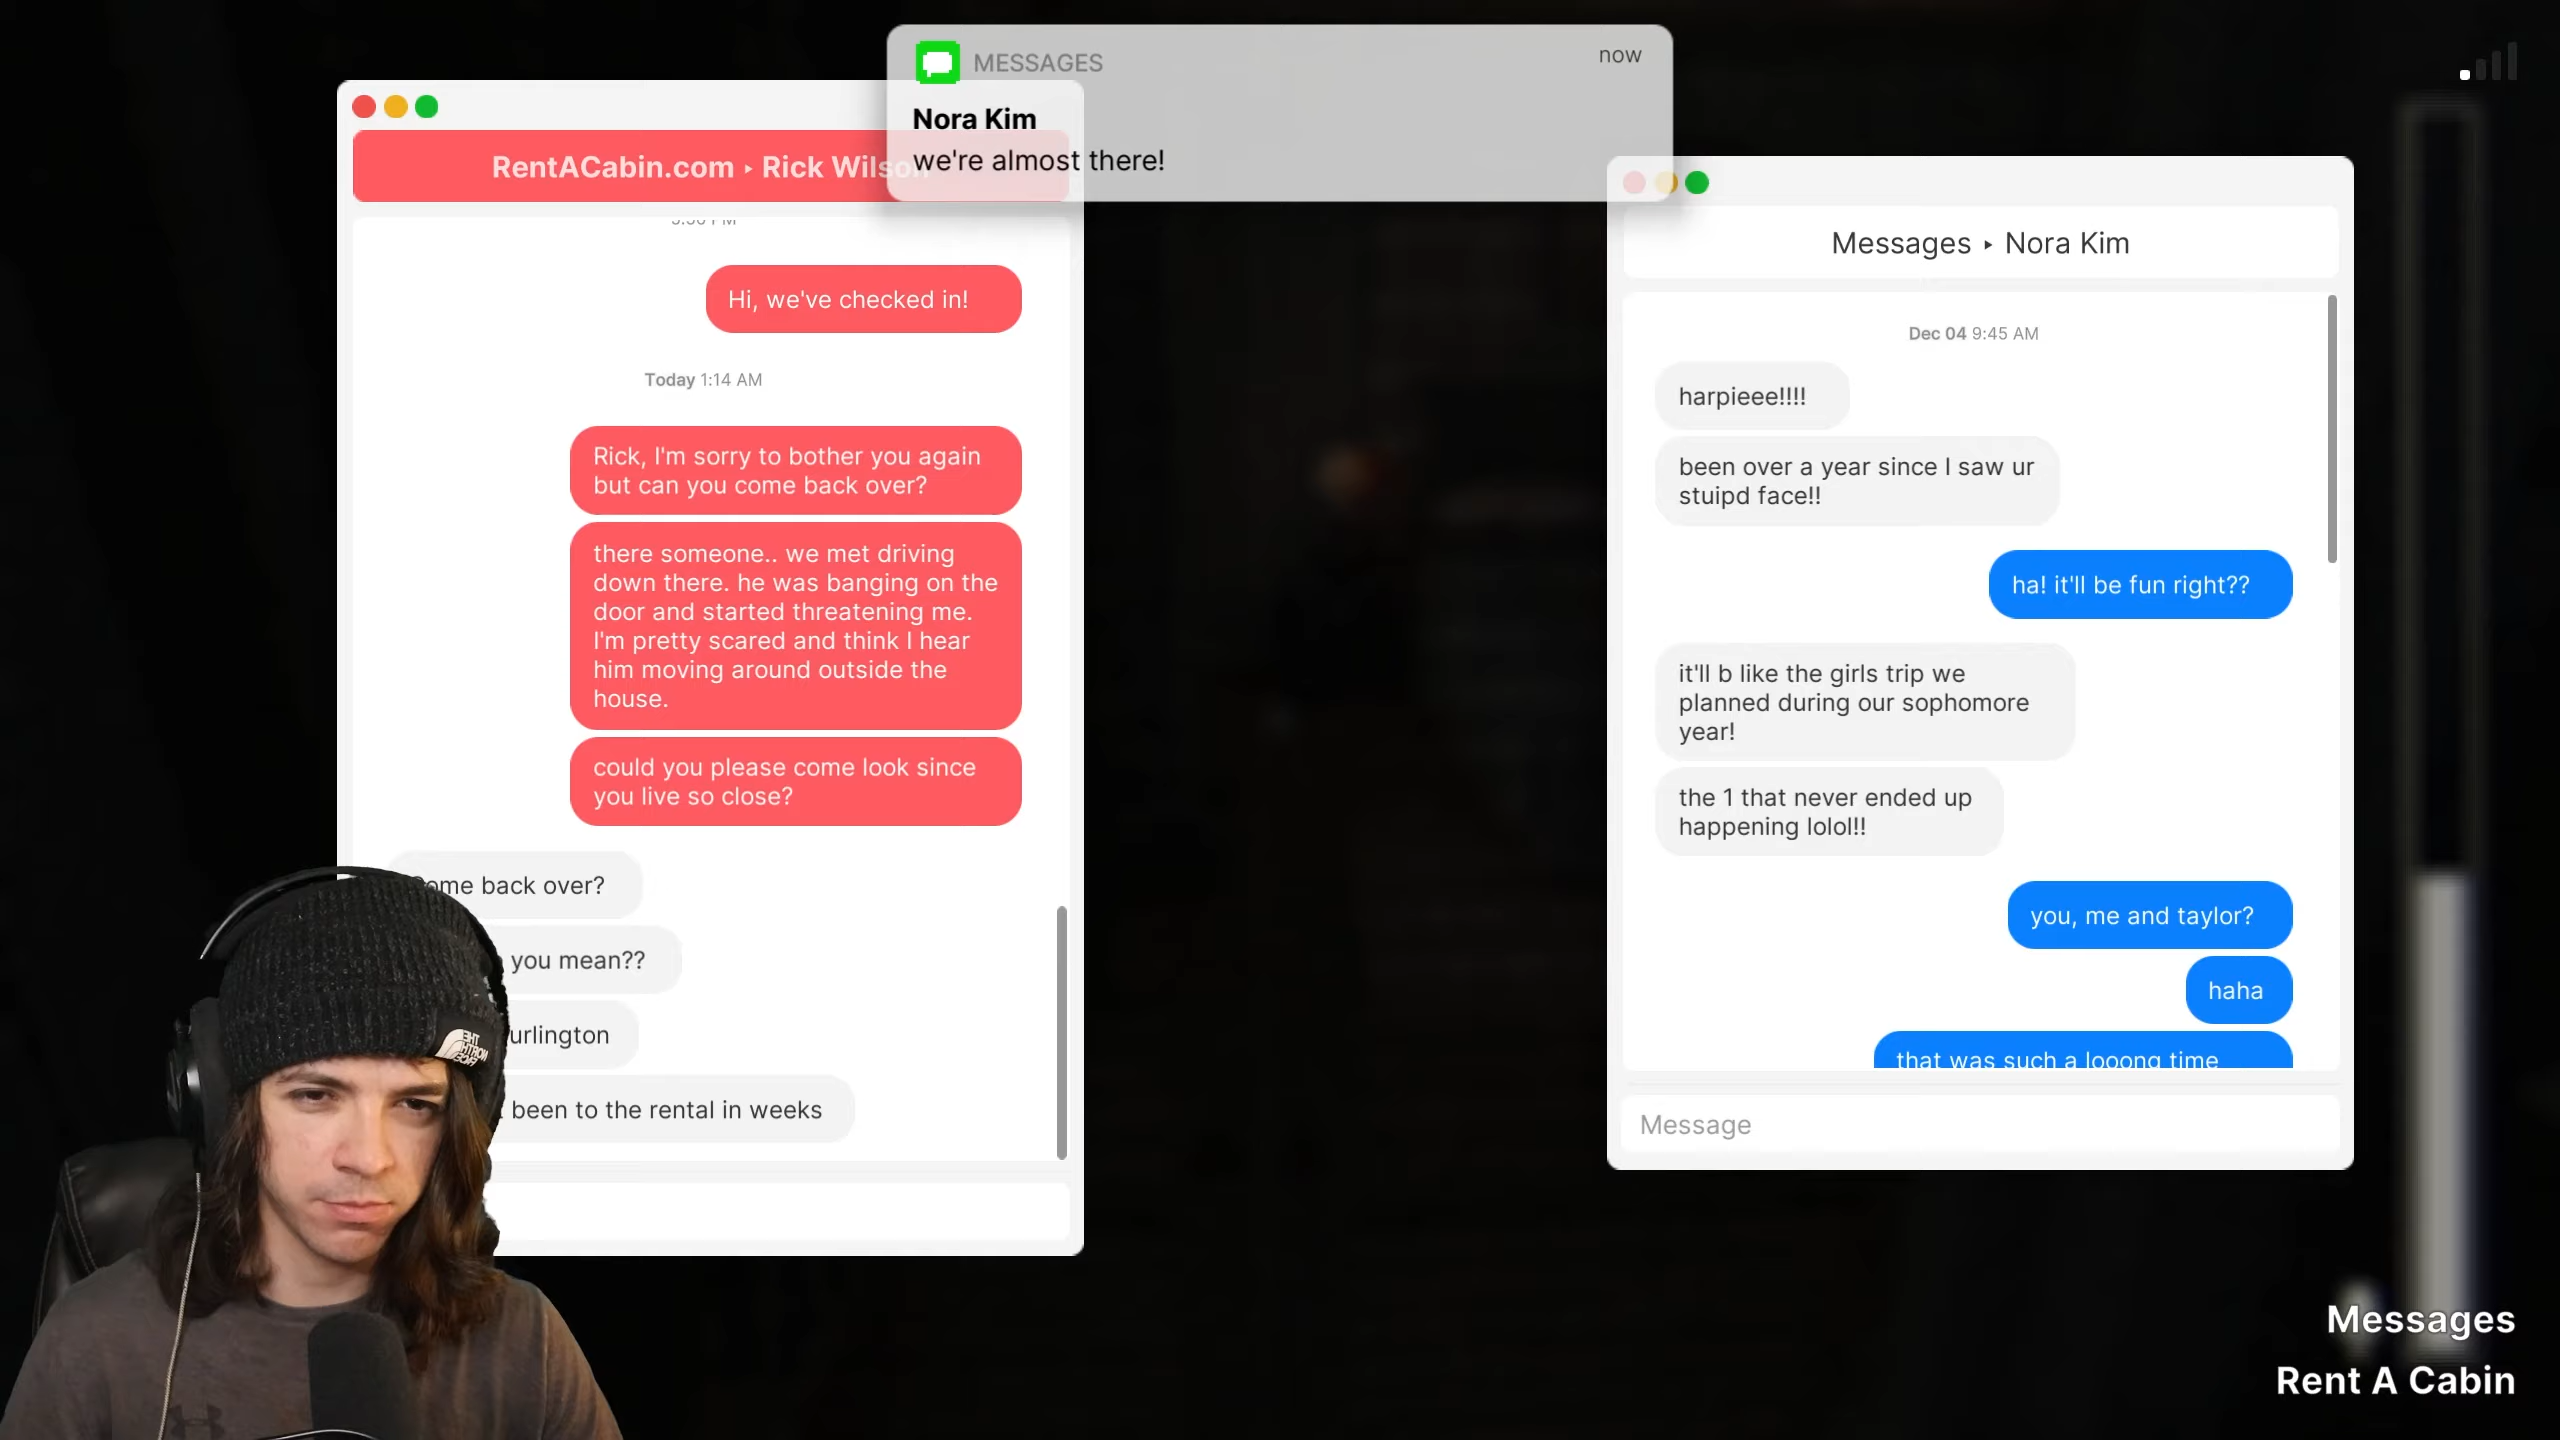 MESSAGES
now
Nora Kim
we're almost there!
RentACabin.com ▸ Rick Wilson
Hi, we've checked in!
Today 1:14 AM
Rick, I'm sorry to bother you again
but can you come back over?
there someone.. we met driving
down there. he was banging on the
door and started threatening me.
I'm pretty scared and think I hear
him moving around outside the
house.
could you please come look since
you live so close?
back over?
you mean??
been to the rental in weeks
THE
NORTH
FACE
Messages ▸ Nora Kim
Dec 04 9:45 AM
harpieee!!!!
been over a year since I saw ur
stuipd face!!
ha! it'll be fun right??
it'll b like the girls trip we
planned during our sophomore
year!
the 1 that never ended up
happening lolol!!
you, me and taylor?
haha
that was such a looong time
Message
Messages
Rent A Cabin